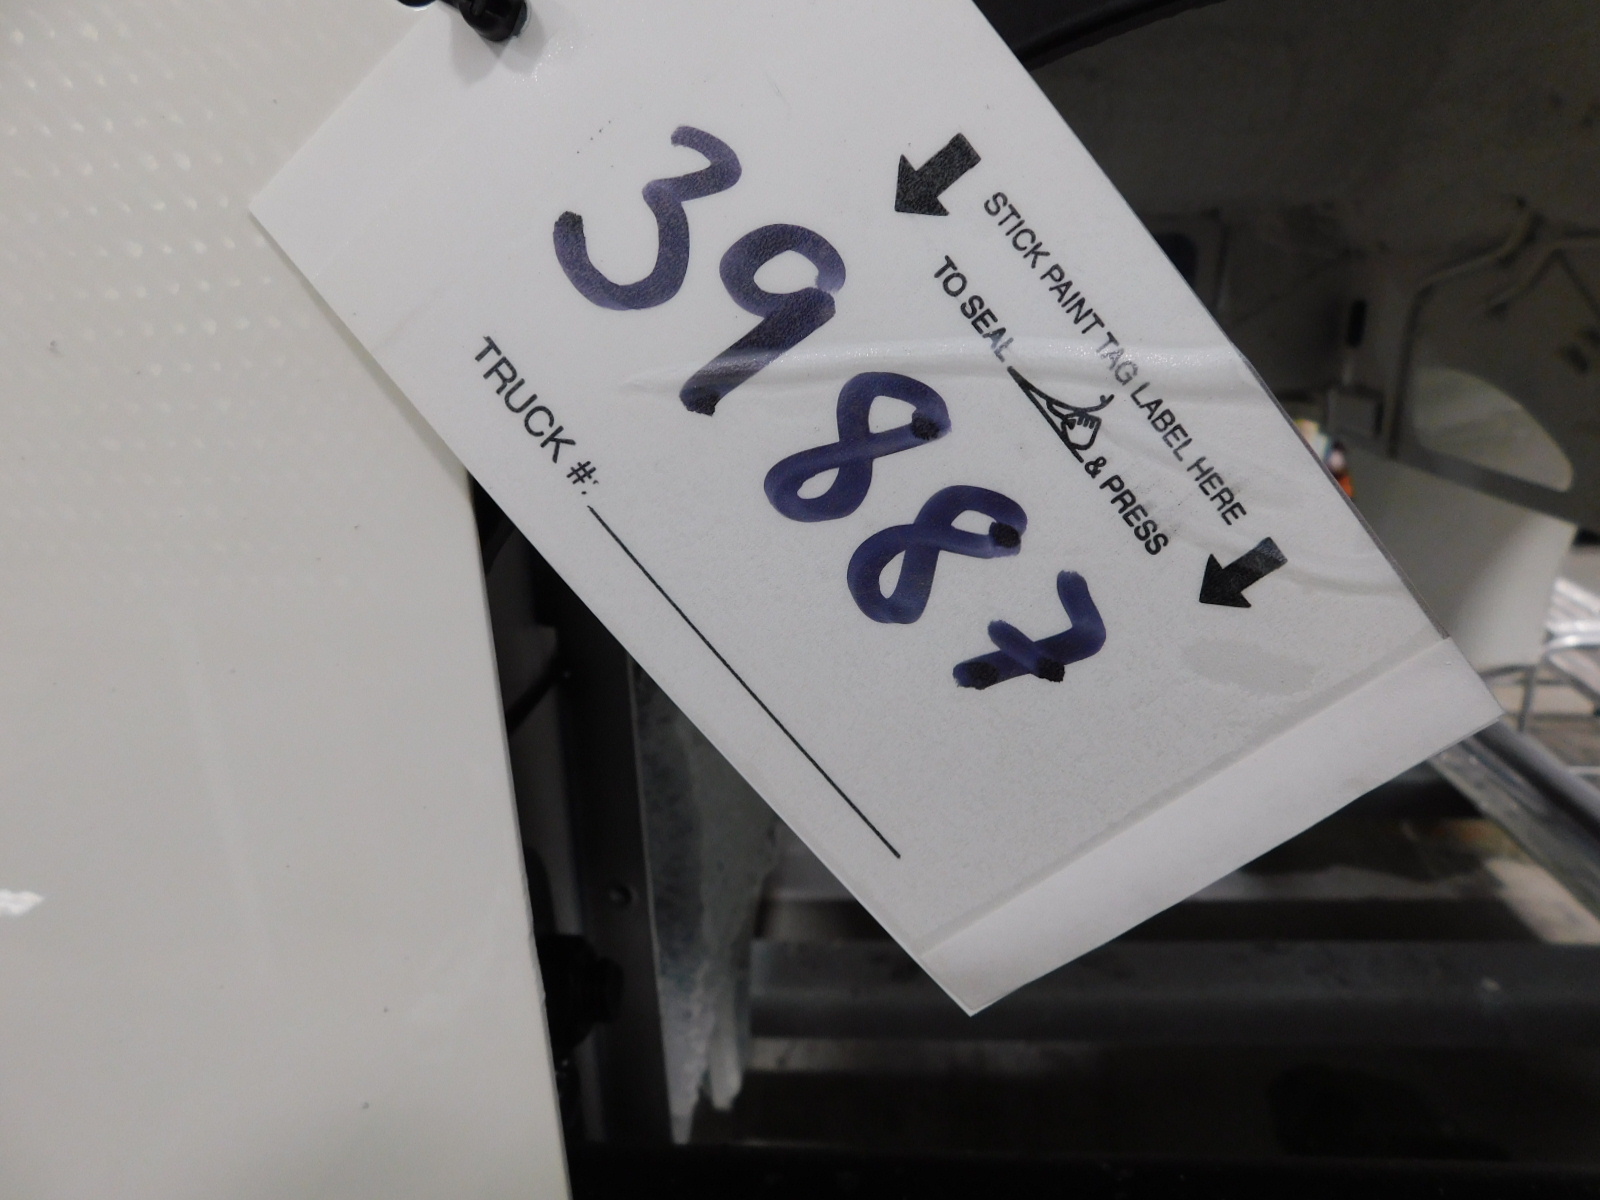 STICK PAINT TAG LABEL HERE
TO SEAL & PRESS
39887
TRUCK #: